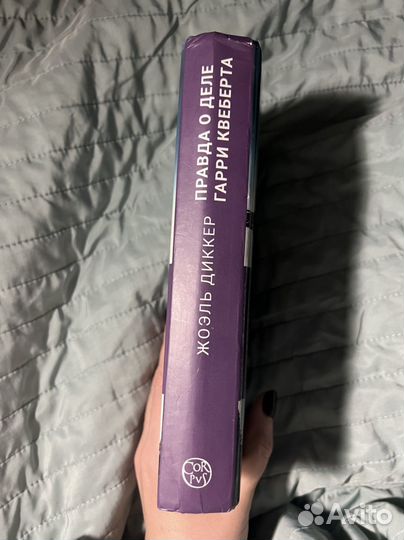 ЖОЭЛЬ ДИККЕР
ПРАВДА О ДЕЛЕ
ГАРРИ КВЕБЕРТА
CORPVS
Avito